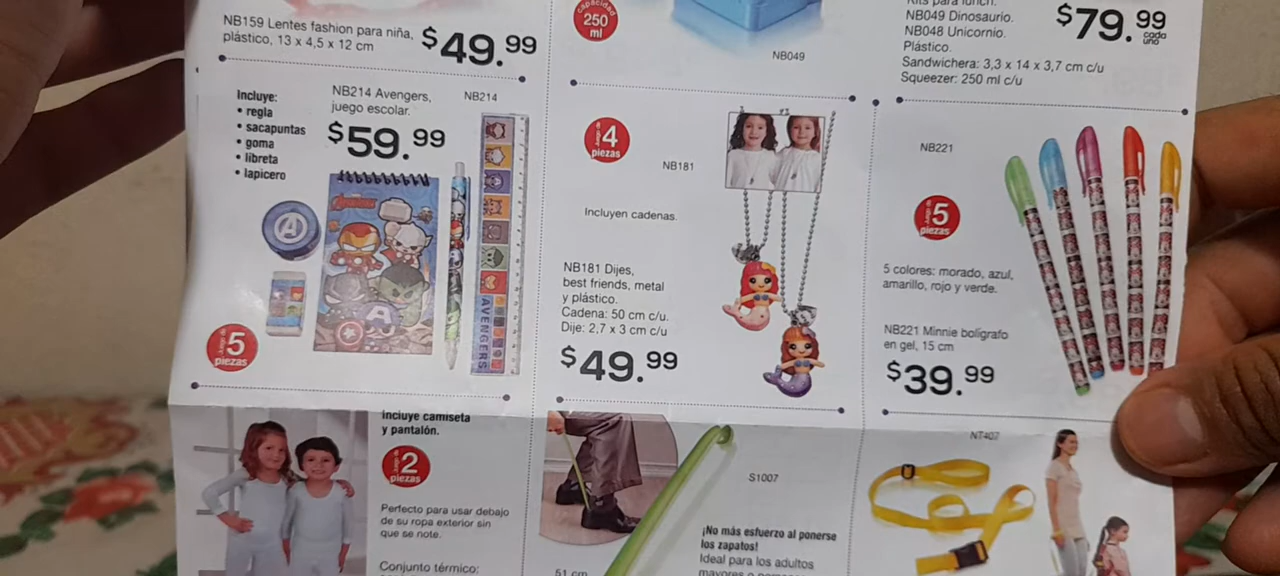 NB159 Lentes fashion para niña,
plástico, 13 x 4,5 x 12 cm
$49.99
capacidad
250
ml
NB049
NB049 Dinosaurio.
NB048 Unicornio.
Plástico.
Sandwichera: 3,3 x 14 x 3,7 cm c/u
Squeezer: 250 ml c/u
$79.99
cada
uno
Incluye:
• regla
• sacapuntas
• goma
• libreta
• lapicero
NB214 Avengers,
juego escolar.
$59.99
NB214
AVENGERS
5
piezas
4
piezas
NB181
Incluyen cadenas.
NB181 Dijes,
best friends, metal
y plástico.
Cadena: 50 cm c/u.
Dije: 2,7 x 3 cm c/u
$49.99
NB221
5
piezas
5 colores: morado, azul,
amarillo, rojo y verde.
NB221 Minnie bolígrafo
en gel, 15 cm
$39.99
Incluye camiseta
y pantalón.
2
piezas
Perfecto para usar debajo
de su ropa exterior sin
que se note.
Conjunto térmico:
S1007
¡No más esfuerzo al ponerse
los zapatos!
Ideal para los adultos
51 cm
NT407